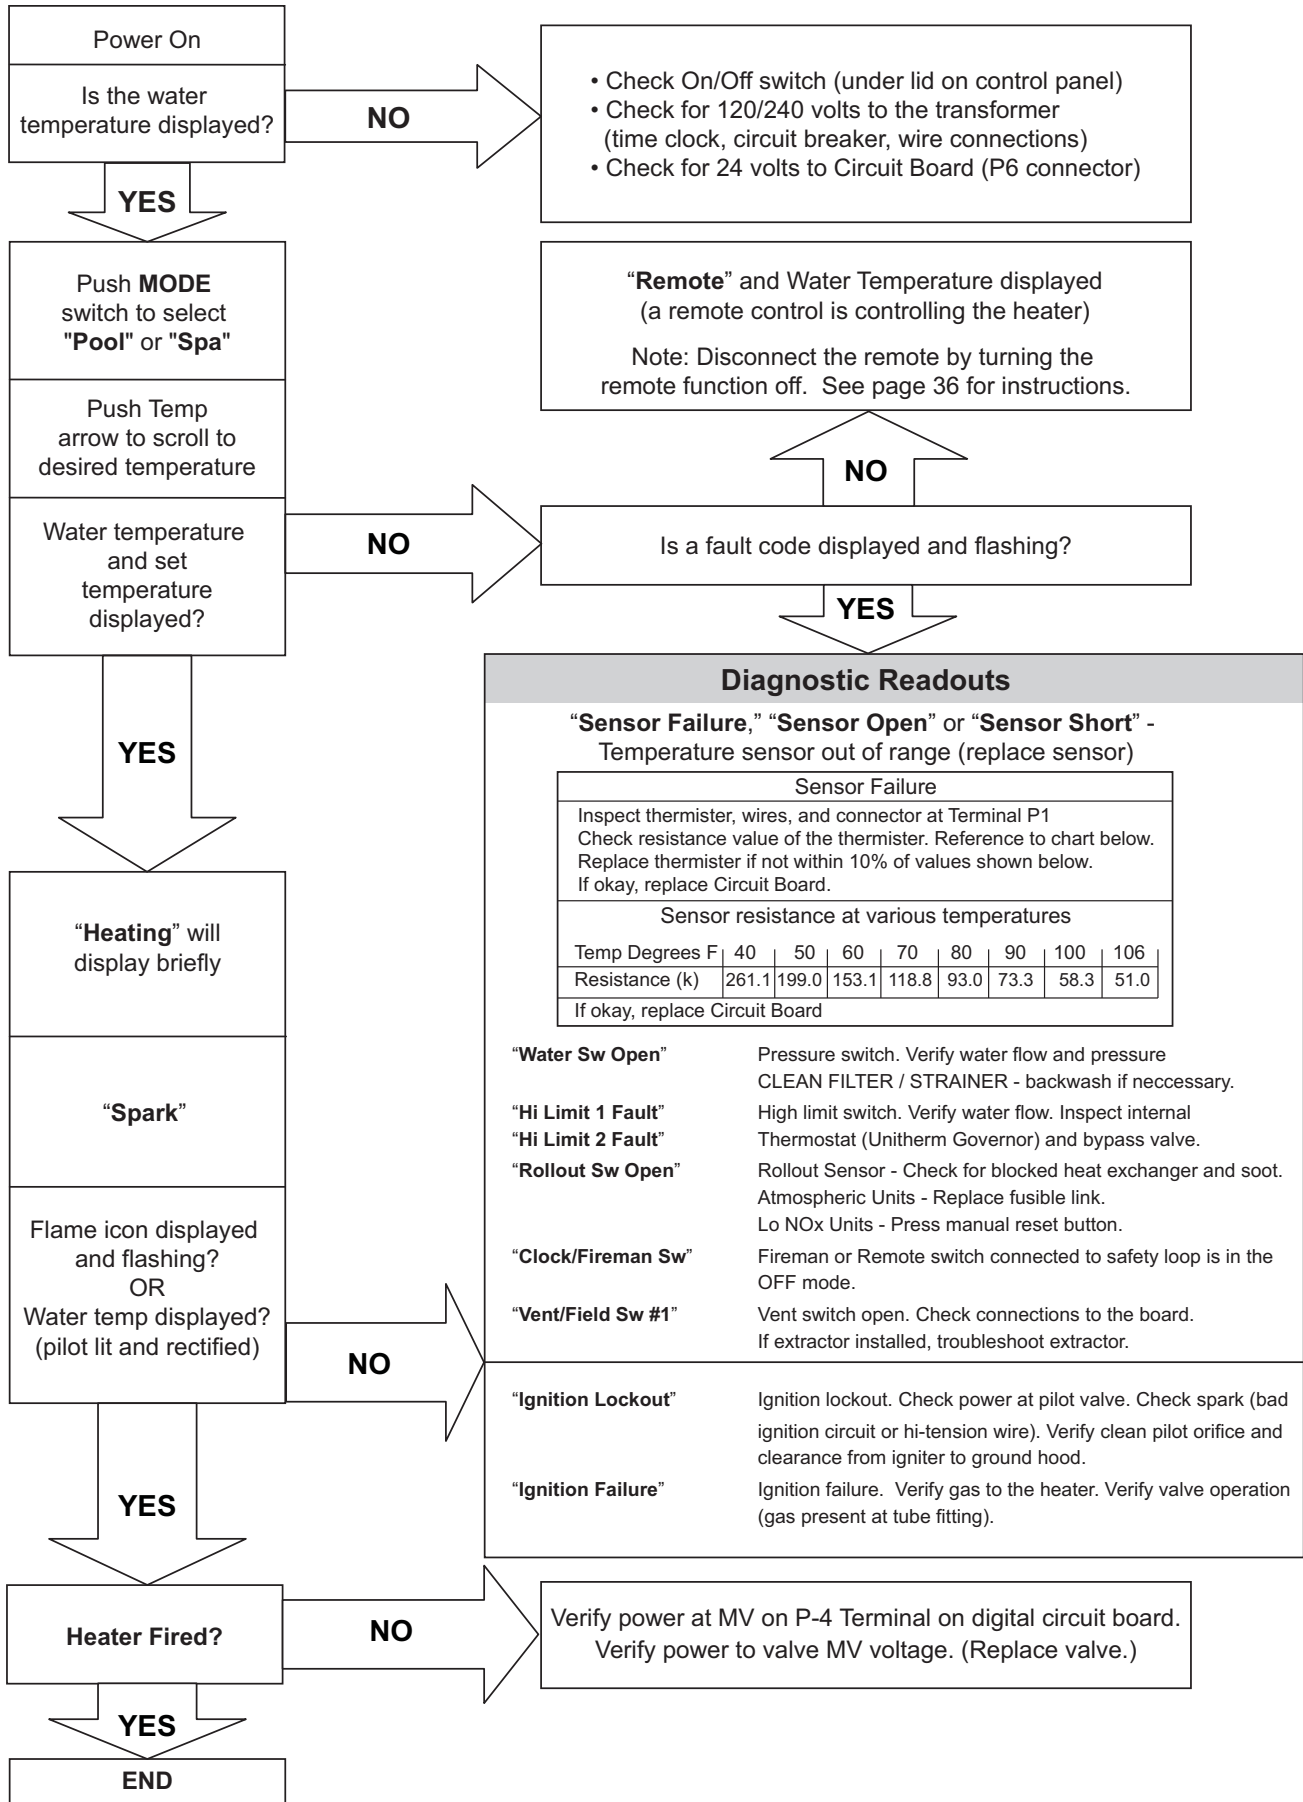 Power On
Is the water
temperature displayed?
NO
• Check On/Off switch (under lid on control panel)
• Check for 120/240 volts to the transformer
(time clock, circuit breaker, wire connections)
• Check for 24 volts to Circuit Board (P6 connector)
YES
Push MODE
switch to select
"Pool" or "Spa"
Push Temp
arrow to scroll to
desired temperature
Water temperature
and set
temperature
displayed?
NO
Is a fault code displayed and flashing?
NO
“Remote” and Water Temperature displayed
(a remote control is controlling the heater)
Note: Disconnect the remote by turning the
remote function off. See page 36 for instructions.
YES
Diagnostic Readouts
“Sensor Failure,” “Sensor Open” or “Sensor Short” -
Temperature sensor out of range (replace sensor)
Sensor Failure
Inspect thermister, wires, and connector at Terminal P1
Check resistance value of the thermister. Reference to chart below.
Replace thermister if not within 10% of values shown below.
If okay, replace Circuit Board.
Sensor resistance at various temperatures
Temp Degrees F 40 50 60 70 80 90 100 106
Resistance (k) 261.1 199.0 153.1 118.8 93.0 73.3 58.3 51.0
If okay, replace Circuit Board
“Water Sw Open” Pressure switch. Verify water flow and pressure
CLEAN FILTER / STRAINER - backwash if neccessary.
“Hi Limit 1 Fault” High limit switch. Verify water flow. Inspect internal
“Hi Limit 2 Fault” Thermostat (Unitherm Governor) and bypass valve.
“Rollout Sw Open” Rollout Sensor - Check for blocked heat exchanger and soot.
Atmospheric Units - Replace fusible link.
Lo NOx Units - Press manual reset button.
“Clock/Fireman Sw” Fireman or Remote switch connected to safety loop is in the
OFF mode.
“Vent/Field Sw #1” Vent switch open. Check connections to the board.
If extractor installed, troubleshoot extractor.
“Ignition Lockout” Ignition lockout. Check power at pilot valve. Check spark (bad
ignition circuit or hi-tension wire). Verify clean pilot orifice and
clearance from igniter to ground hood.
“Ignition Failure” Ignition failure. Verify gas to the heater. Verify valve operation
(gas present at tube fitting).
YES
“Heating” will
display briefly
“Spark”
Flame icon displayed
and flashing?
OR
Water temp displayed?
(pilot lit and rectified)
NO
YES
Heater Fired?
NO
Verify power at MV on P-4 Terminal on digital circuit board.
Verify power to valve MV voltage. (Replace valve.)
YES
END